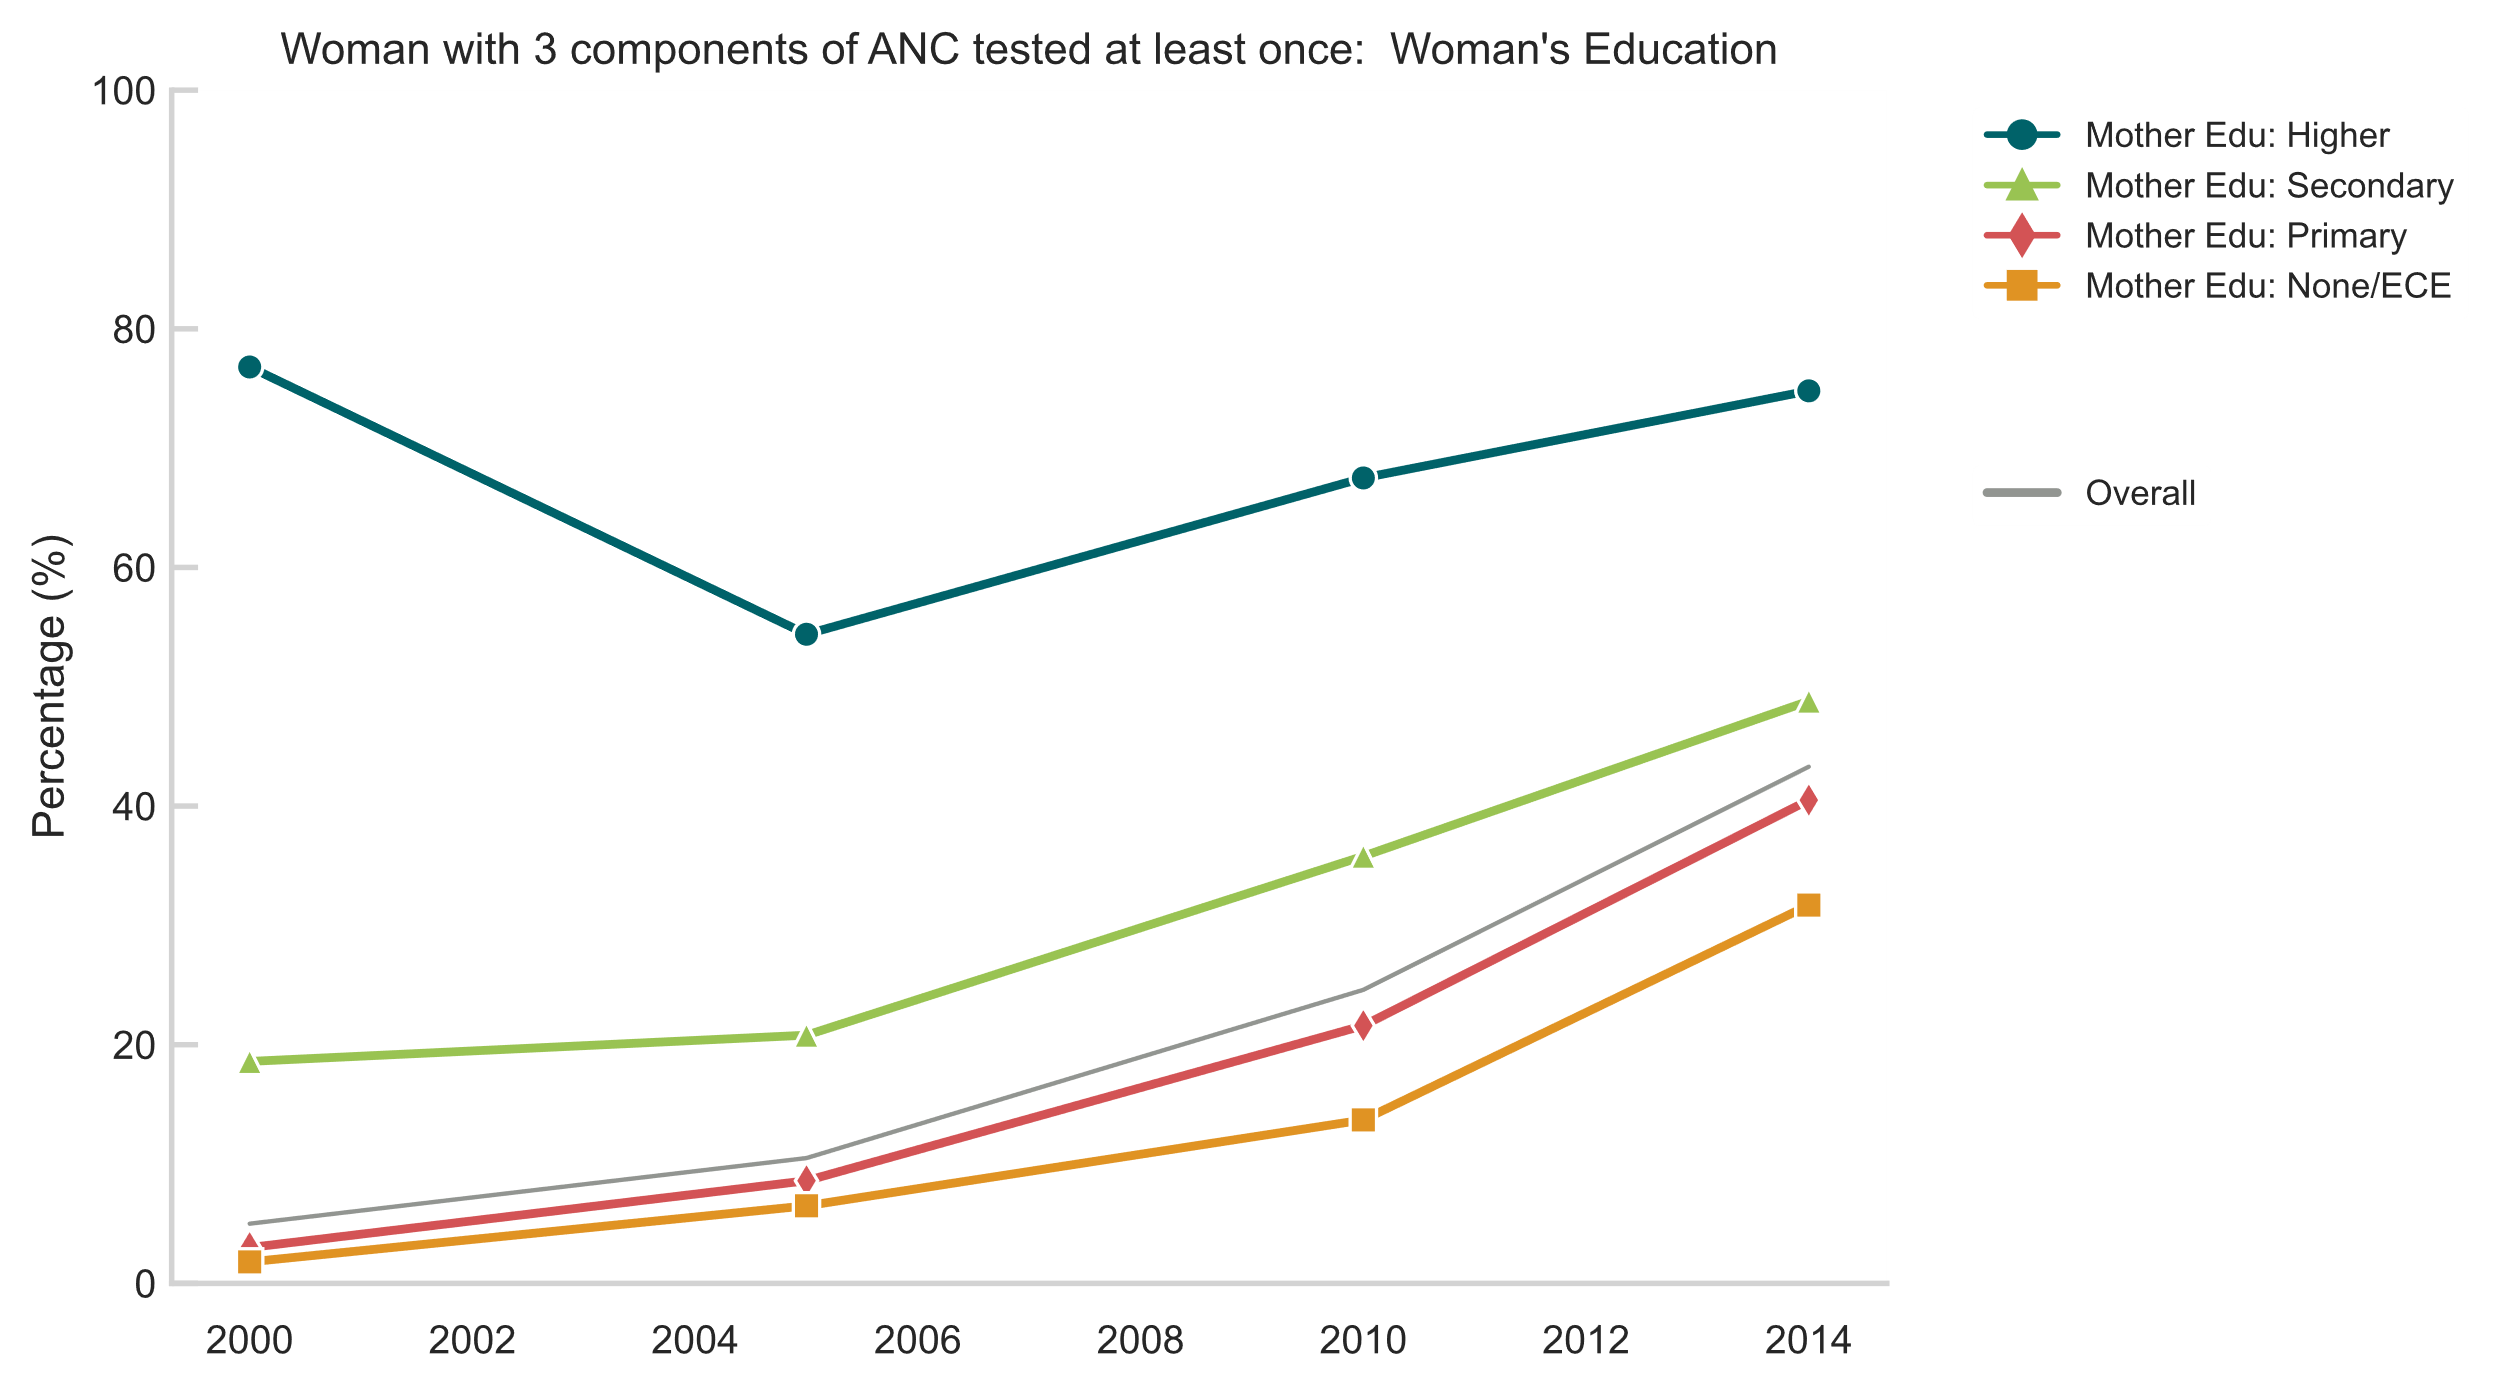 Woman with 3 components of ANC tested at least once:  Woman's Education
Percentage (%)
100
80
60
40
20
0
2000 2002 2004 2006 2008 2010 2012 2014
Mother Edu: Higher
Mother Edu: Secondary
Mother Edu: Primary
Mother Edu: None/ECE
Overall